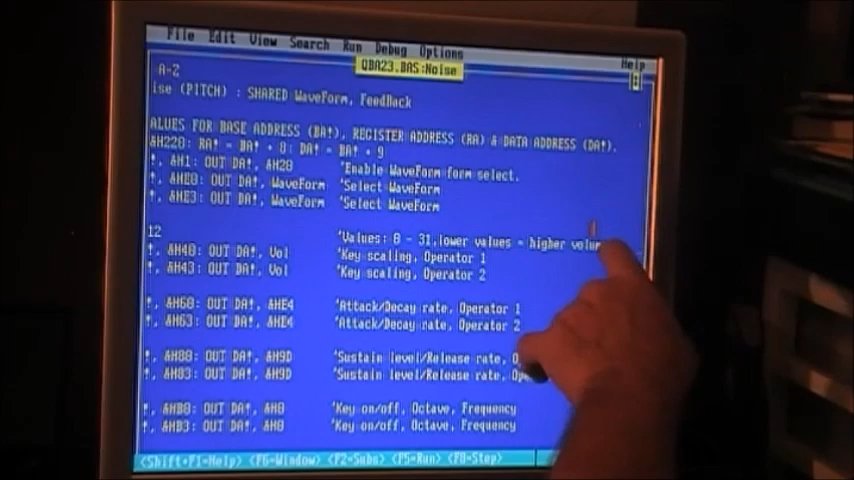 File Edit View Search Run Debug Options Help
QBA23.BAS:Noise
A-Z
ise (PITCH) : SHARED WaveForm, FeedBack
ALUES FOR BASE ADDRESS (BA!), REGISTER ADDRESS (RA) & DATA ADDRESS (DA!).
&H220: RA! = BA! + 8: DA! = BA! + 9
!, &H1: OUT DA!, &H20 'Enable WaveForm form select.
!, &HE0: OUT DA!, WaveForm 'Select WaveForm
!, &HE3: OUT DA!, WaveForm 'Select WaveForm
12 'Values: 0 - 31,lower values = higher volum
!, &H40: OUT DA!, Vol 'Key scaling, Operator 1
!, &H43: OUT DA!, Vol 'Key scaling, Operator 2
!, &H60: OUT DA!, &HE4 'Attack/Decay rate, Operator 1
!, &H63: OUT DA!, &HE4 'Attack/Decay rate, Operator 2
!, &H80: OUT DA!, &H9D 'Sustain level/Release rate, O
!, &H83: OUT DA!, &H9D 'Sustain level/Release rate, Op
!, &HB0: OUT DA!, &H0 'Key on/off, Octave, Frequency
!, &HB3: OUT DA!, &H0 'Key on/off, Octave, Frequency
<Shift+F1=Help> <F6=Window> <F2=Subs> <F5=Run> <F8=Step>